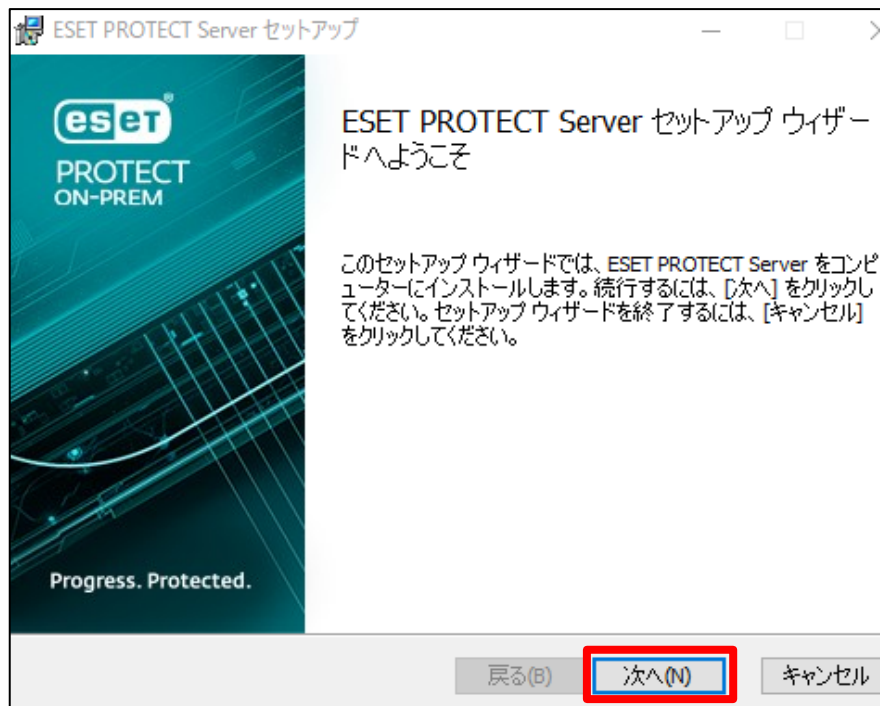 ESET PROTECT Server セットアップ
eseT®
PROTECT
ON-PREM
ESET PROTECT Server セットアップ ウィザー
ドへようこそ
このセットアップ ウィザードでは、ESET PROTECT Server をコンピ
ューターにインストールします。続行するには、[次へ] をクリックし
てください。セットアップ ウィザードを終了するには、[キャンセル]
をクリックしてください。
Progress. Protected.
戻る(B)
次へ(N)
キャンセル